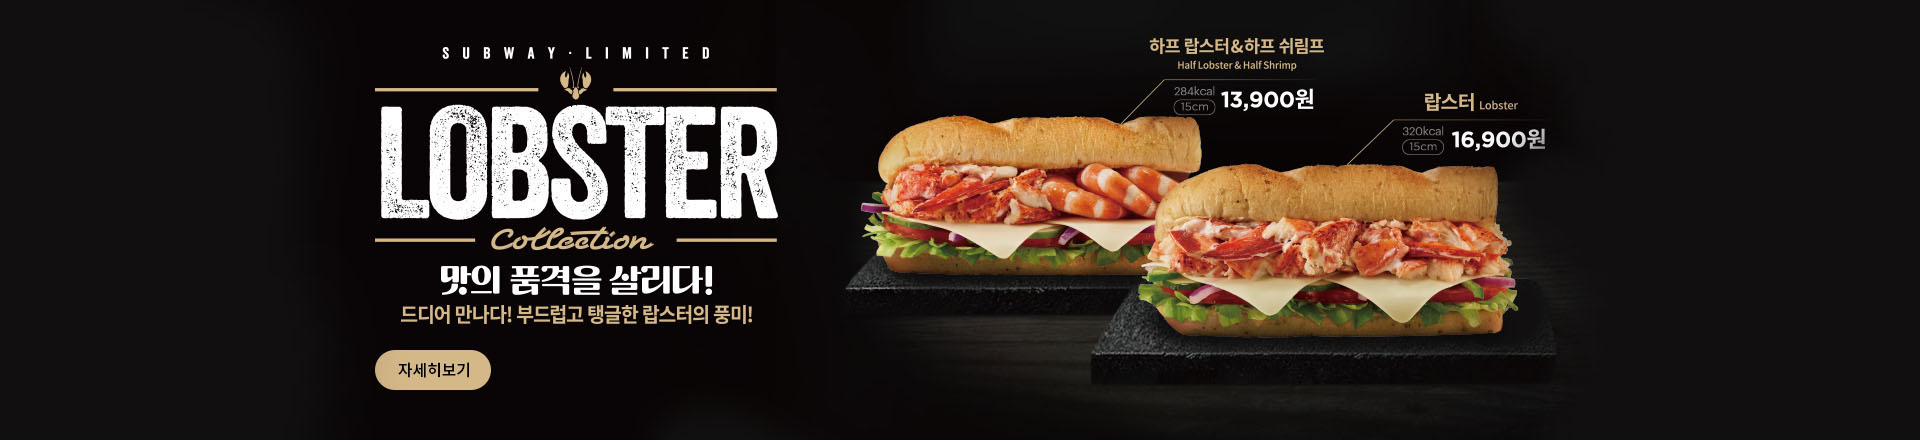 SUBWAY·LIMITED
LOBSTER
Collection
맛의 품격을 살리다!
드디어 만나다! 부드럽고 탱글한 랍스터의 풍미!
자세히보기
하프 랍스터&하프 쉬림프
Half Lobster & Half Shrimp
284kcal
15cm
13,900원
랍스터 Lobster
320kcal
15cm
16,900원